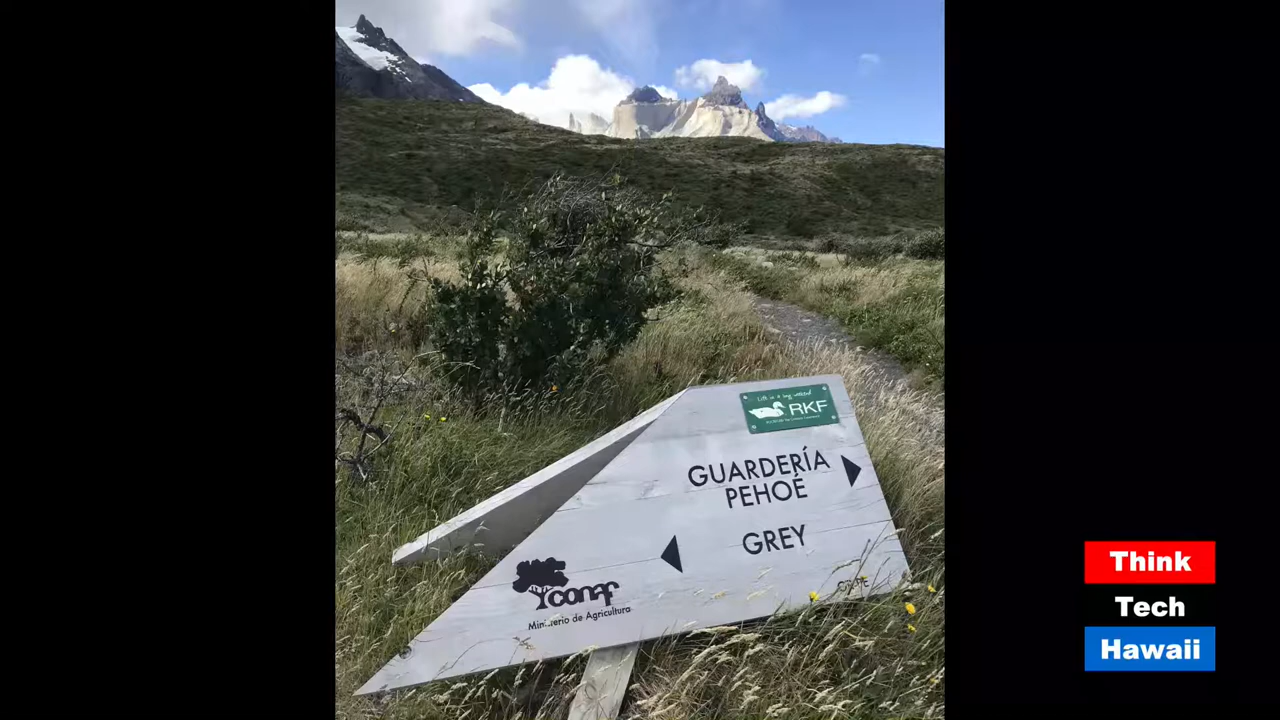 RKF
GUARDERÍA
PEHOÉ
GREY
conaf
Ministerio de Agricultura
Think
Tech
Hawaii